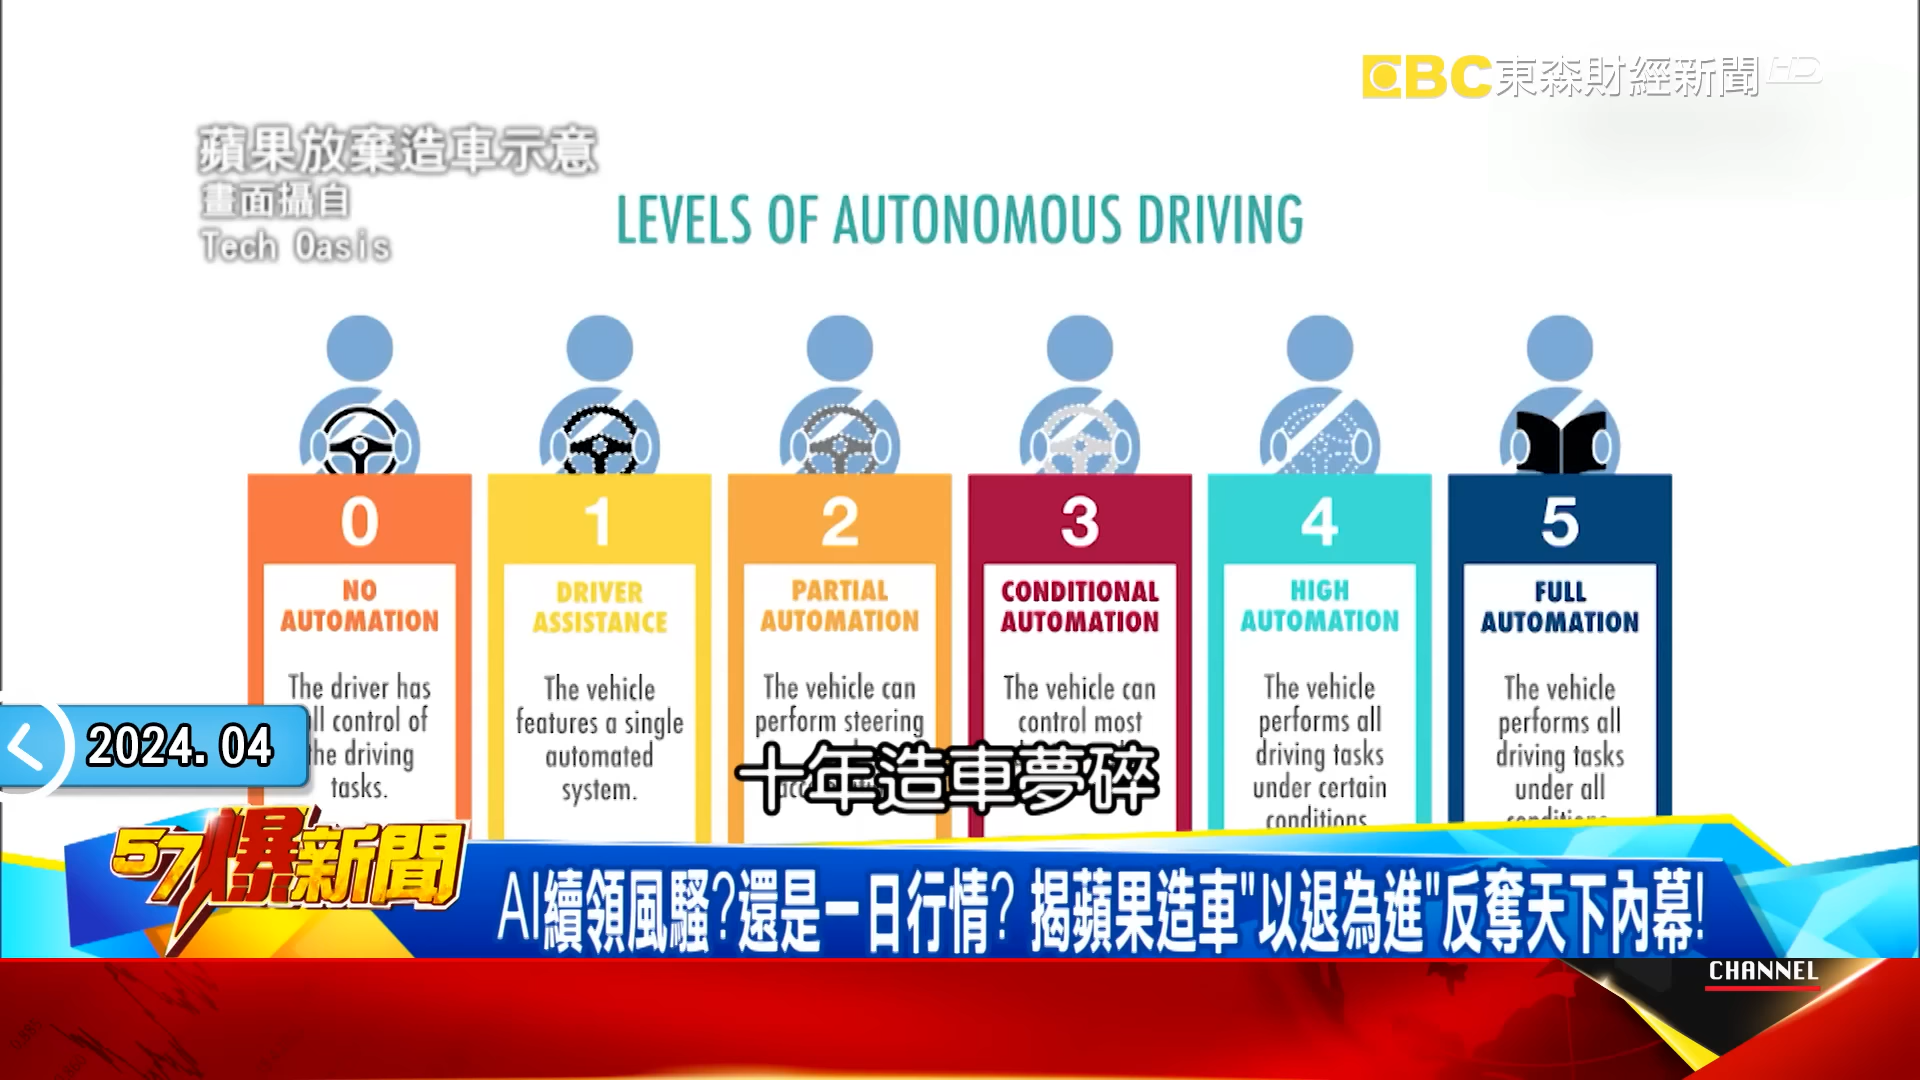 EBC東森財經新聞HD
蘋果放棄造車示意
畫面攝自
Tech Oasis
LEVELS OF AUTONOMOUS DRIVING
0
NO
AUTOMATION
The driver has
control of
the driving
tasks.
1
DRIVER
ASSISTANCE
The vehicle
features a single
automated
system.
2
PARTIAL
AUTOMATION
The vehicle can
perform steering
3
CONDITIONAL
AUTOMATION
The vehicle can
control most
4
HIGH
AUTOMATION
The vehicle
performs all
driving tasks
under certain
conditions.
5
FULL
AUTOMATION
The vehicle
performs all
driving tasks
under all
conditions.
2024.04
十年造車夢碎
57爆新聞
AI續領風騷?還是一日行情? 揭蘋果造車"以退為進"反奪天下內幕!
CHANNEL